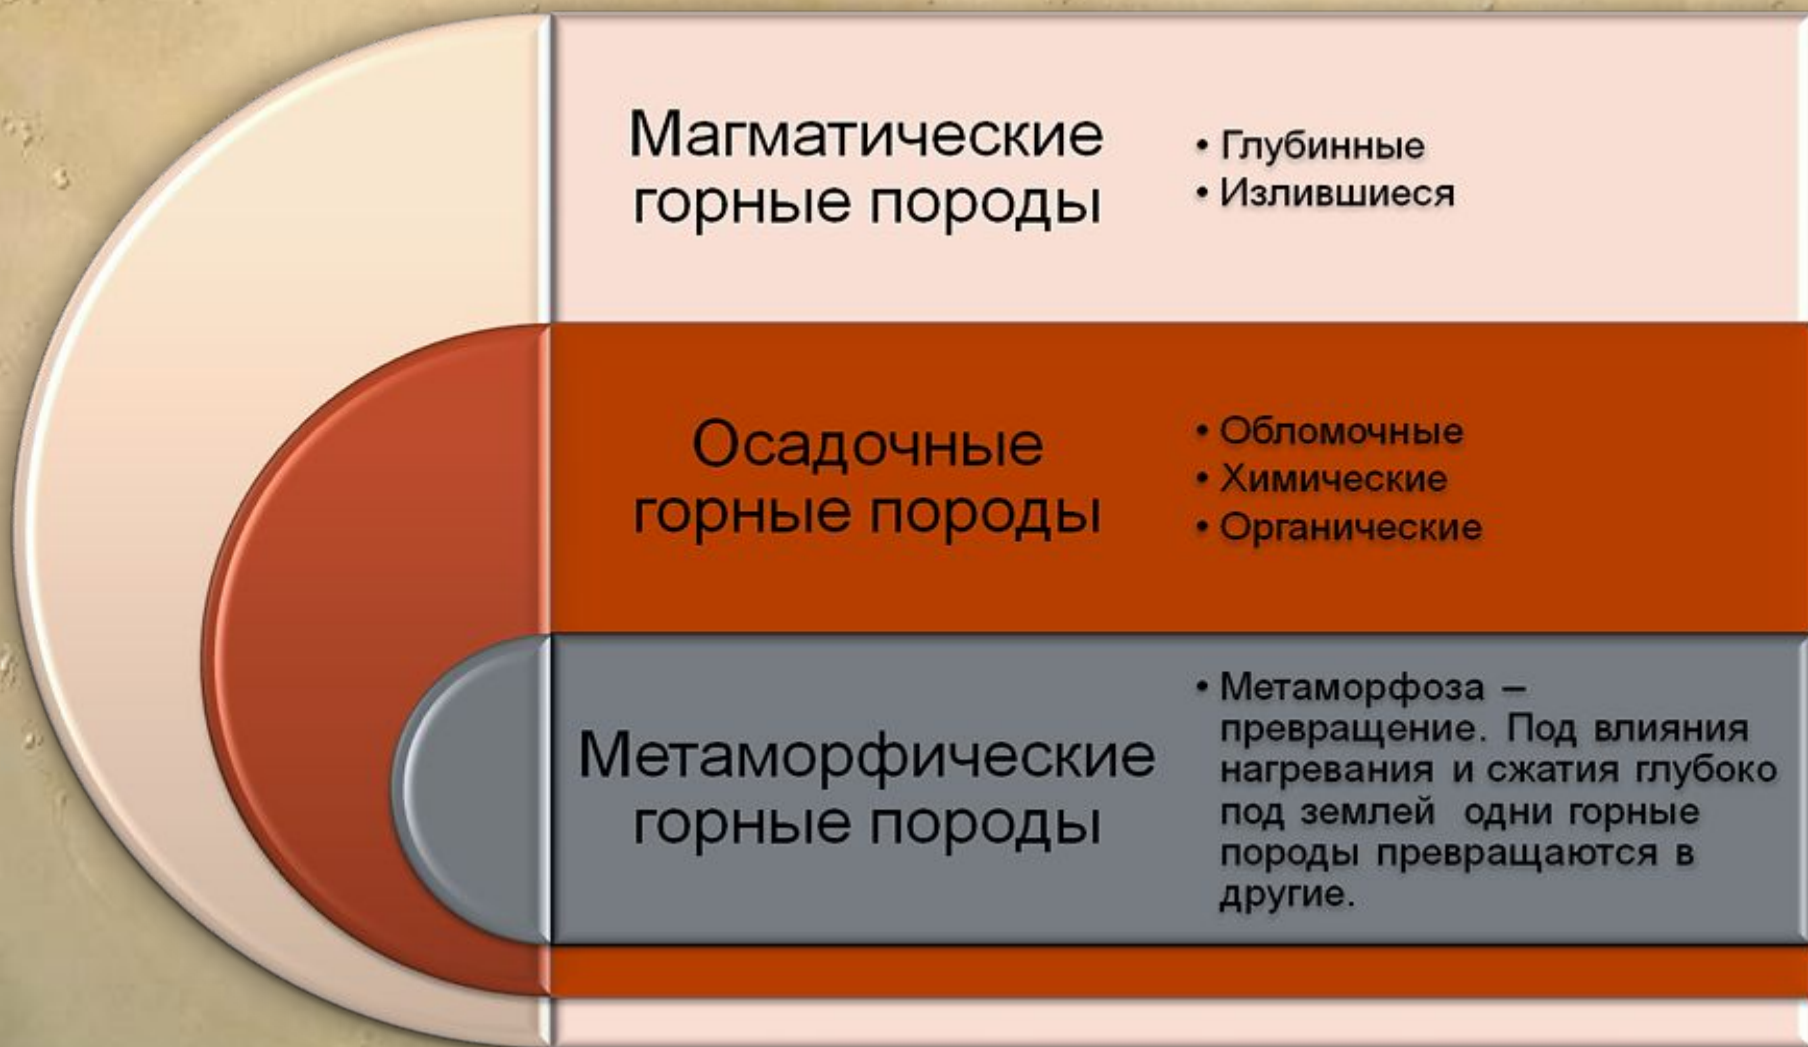 Магматические
горные породы
• Глубинные
• Излившиеся
Осадочные
горные породы
• Обломочные
• Химические
• Органические
Метаморфические
горные породы
• Метаморфоза –
превращение. Под влияния
нагревания и сжатия глубоко
под землей одни горные
породы превращаются в
другие.